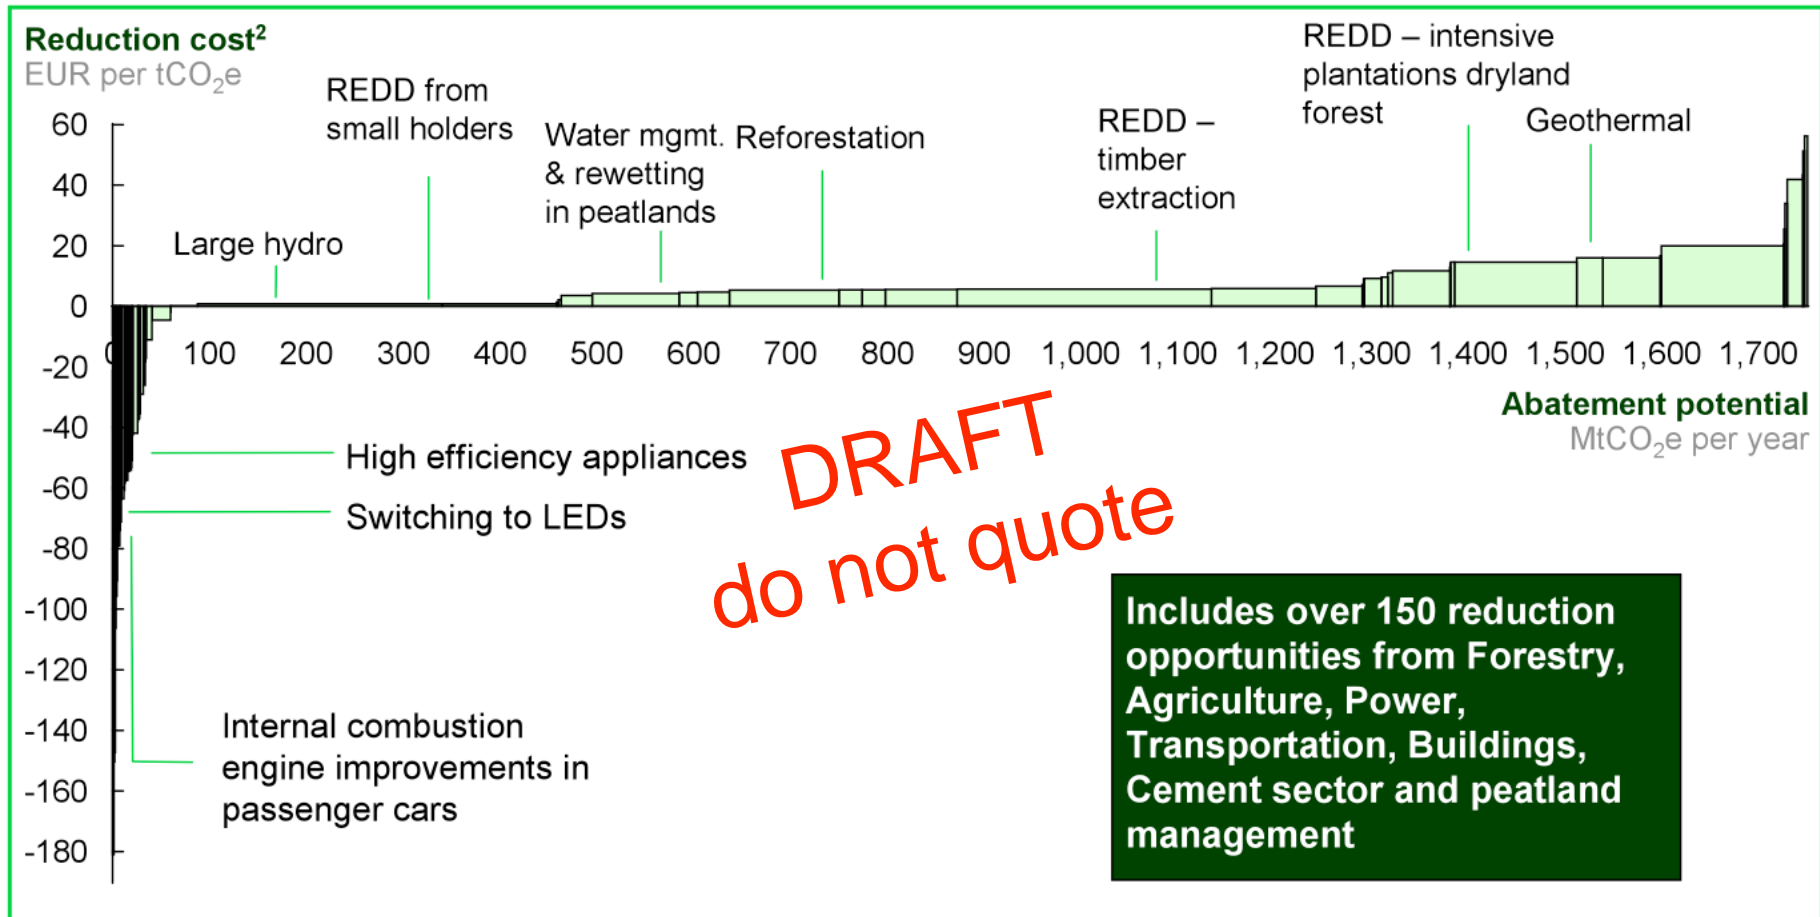 Reduction cost²
EUR per tCO₂e
REDD from
small holders
Water mgmt.
& rewetting
in peatlands
Reforestation
REDD –
timber
extraction
REDD – intensive
plantations dryland
forest
Geothermal
Large hydro
60
40
20
0
-20
-40
-60
-80
-100
-120
-140
-160
-180
0 100 200 300 400 500 600 700 800 900 1,000 1,100 1,200 1,300 1,400 1,500 1,600 1,700
Abatement potential
MtCO₂e per year
High efficiency appliances
Switching to LEDs
Internal combustion
engine improvements in
passenger cars
DRAFT
do not quote
Includes over 150 reduction
opportunities from Forestry,
Agriculture, Power,
Transportation, Buildings,
Cement sector and peatland
management